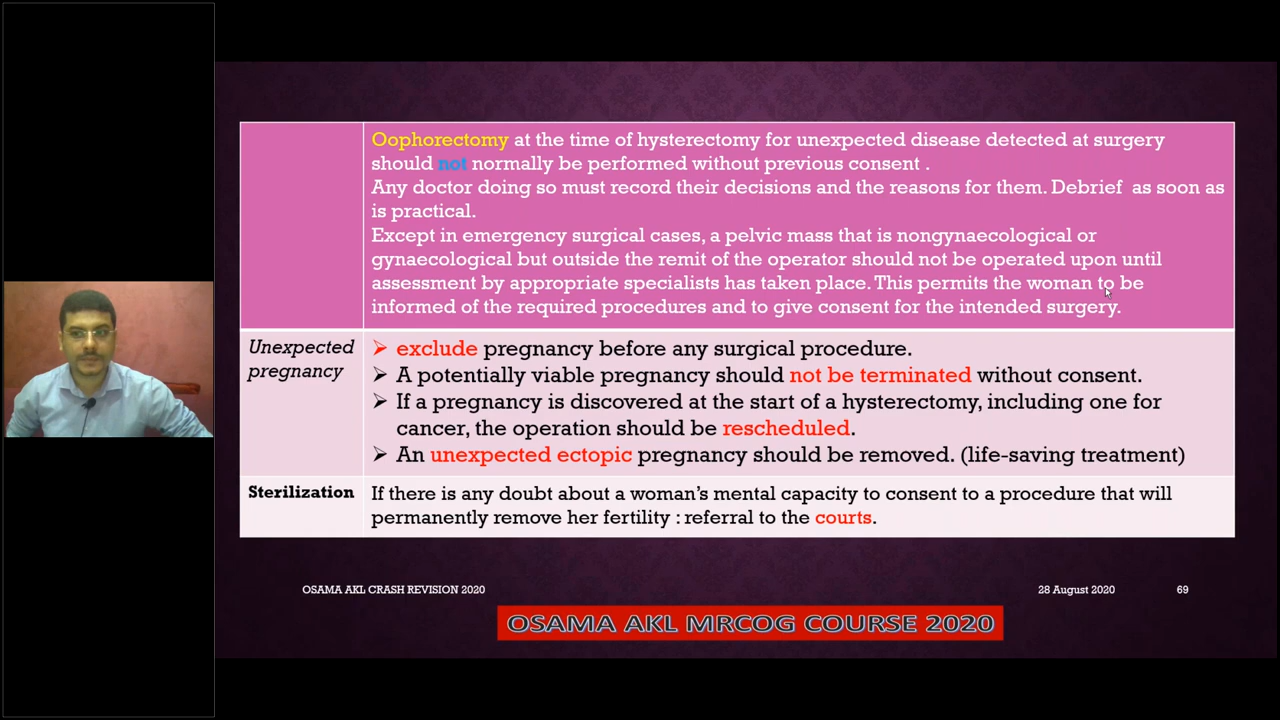 Oophorectomy at the time of hysterectomy for unexpected disease detected at surgery
should not normally be performed without previous consent .
Any doctor doing so must record their decisions and the reasons for them. Debrief as soon as
is practical.
Except in emergency surgical cases, a pelvic mass that is nongynaecological or
gynaecological but outside the remit of the operator should not be operated upon until
assessment by appropriate specialists has taken place. This permits the woman to be
informed of the required procedures and to give consent for the intended surgery.
Unexpected
pregnancy
➢ exclude pregnancy before any surgical procedure.
➢ A potentially viable pregnancy should not be terminated without consent.
➢ If a pregnancy is discovered at the start of a hysterectomy, including one for
cancer, the operation should be rescheduled.
➢ An unexpected ectopic pregnancy should be removed. (life-saving treatment)
Sterilization
If there is any doubt about a woman's mental capacity to consent to a procedure that will
permanently remove her fertility : referral to the courts.
OSAMA AKL CRASH REVISION 2020
28 August 2020
69
OSAMA AKL MRCOG COURSE 2020